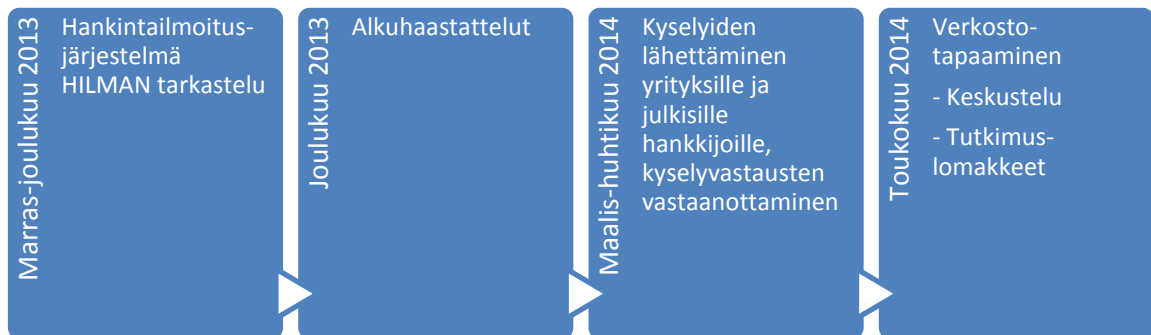 Marras-joulukuu 2013
Hankintailmoitus-
järjestelmä
HILMAN tarkastelu
Joulukuu 2013
Alkuhaastattelut
Maalis-huhtikuu 2014
Kyselyiden
lähettäminen
yrityksille ja
julkisille
hankkijoille,
kyselyvastausten
vastaanottaminen
Toukokuu 2014
Verkosto-
tapaaminen
- Keskustelu
- Tutkimus-
lomakkeet